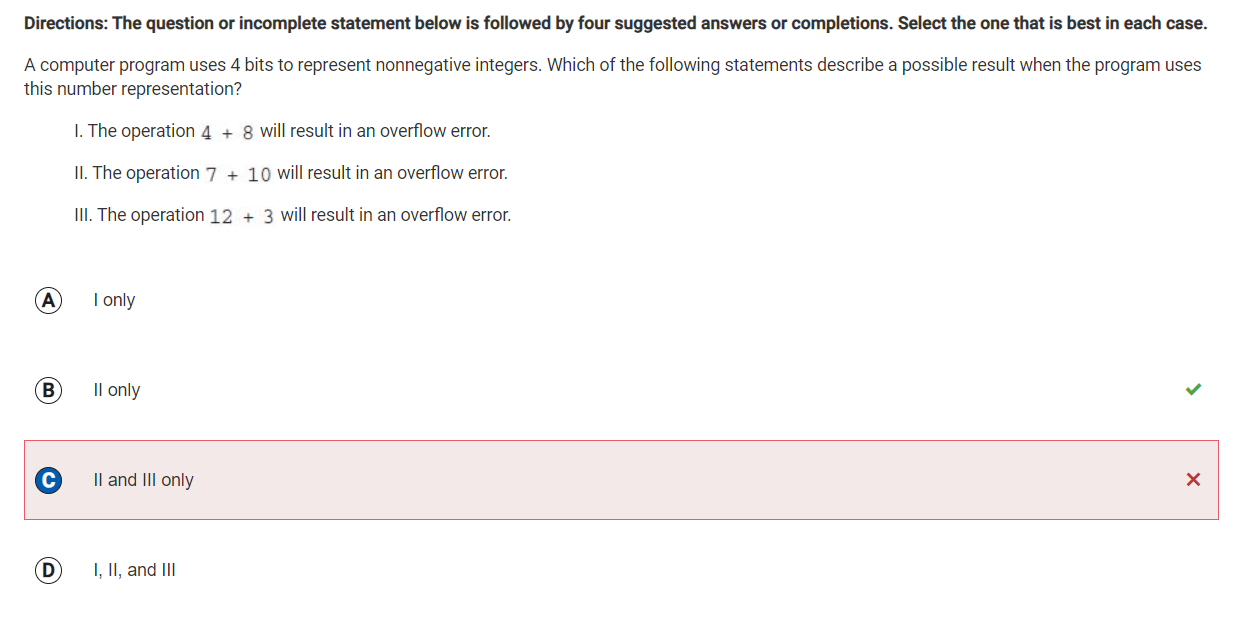 Directions: The question or incomplete statement below is followed by four suggested answers or completions. Select the one that is best in each case.
A computer program uses 4 bits to represent nonnegative integers. Which of the following statements describe a possible result when the program uses
this number representation?
I. The operation 4 + 8 will result in an overflow error.
II. The operation 7 + 10 will result in an overflow error.
III. The operation 12 + 3 will result in an overflow error.
A I only
B II only
C II and III only
D I, II, and III